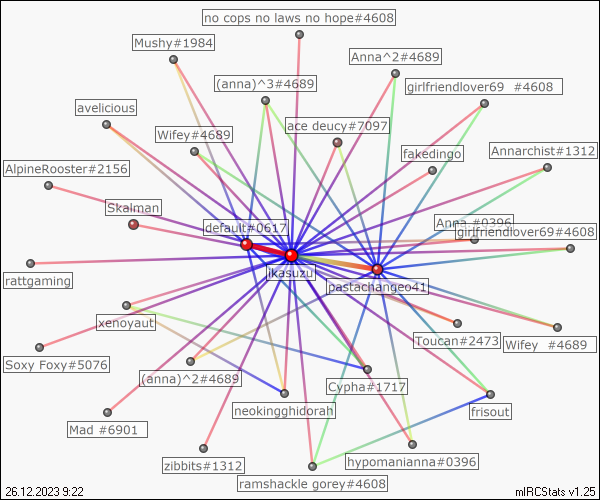 no cops no laws no hope#4608
Mushy#1984
Anna^2#4689
(anna)^3#4689
girlfriendlover69 #4608
avelicious
ace deucy#7097
Wifey#4689
fakedingo
Annarchist#1312
AlpineRooster#2156
Skaiman
default#0617
Anna #0396
girlfriendlover69#4608
rattgaming
ikasuzu
pastachangeo41
xenoyaut
Toucan#2473
Wifey #4689
Soxy Foxy#5076
(anna)^2#4689
Cypha#1717
neokingghidorah
frisout
Mad #6901
zibbits#1312
hypomanianna#0396
ramshackle gorey#4608
26.12.2023 9:22
mIRCStats v1.25